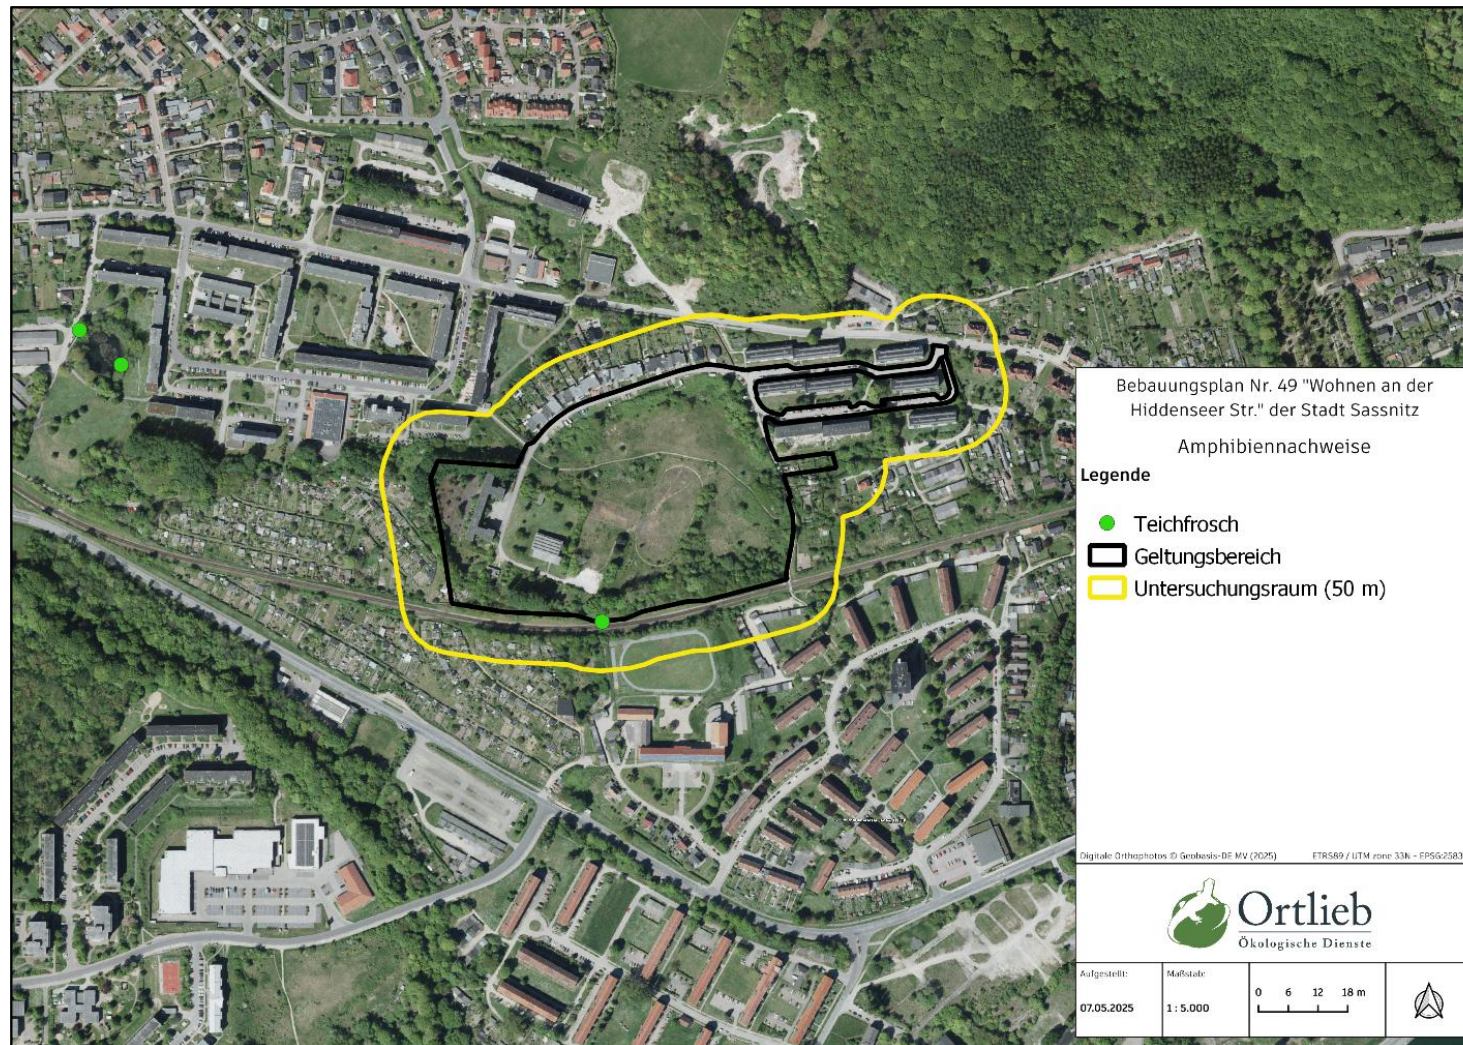 Bebauungsplan Nr. 49 "Wohnen an der
Hiddenseer Str." der Stadt Sassnitz
Amphibiennachweise
Legende
Teichfrosch
Geltungsbereich
Untersuchungsraum (50 m)
Digitale Orthophotos © Geobasis-DE MV (2025) ETRS89 / UTM zone 33N - EPSG:2583
Ortlieb
Ökologische Dienste
Aufgestellt:
07.05.2025
Maßstab:
1 : 5.000
0 6 12 18 m